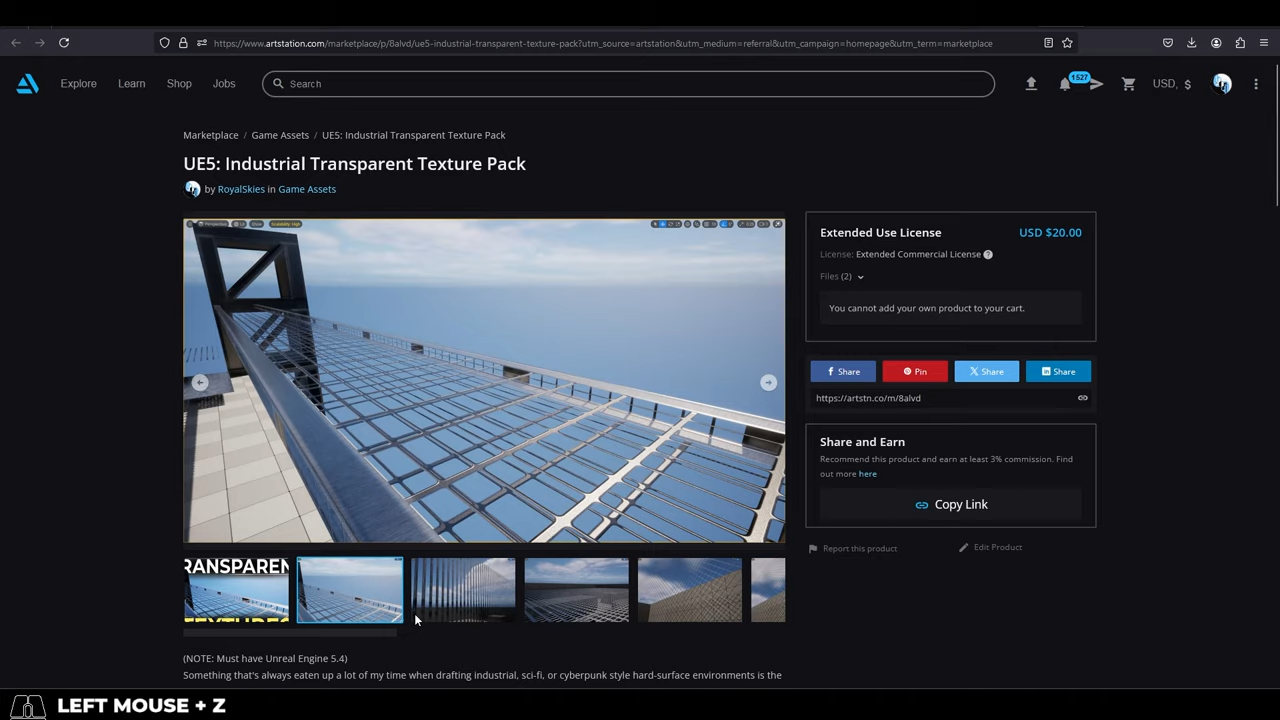 https://www.artstation.com/marketplace/p/8alvd/ue5-industrial-transparent-texture-pack?utm_source=artstation&utm_medium=referral&utm_campaign=homepage&utm_term=marketplace
Explore Learn Shop Jobs Search 1527 USD, $
Marketplace / Game Assets / UE5: Industrial Transparent Texture Pack
UE5: Industrial Transparent Texture Pack
by RoyalSkies in Game Assets
Perspective Lit Show Scalability: High
Extended Use License USD $20.00
License: Extended Commercial License ?
Files (2)
You cannot add your own product to your cart.
Share Pin Share Share
https://artstn.co/m/8alvd
Share and Earn
Recommend this product and earn at least 3% commission. Find
out more here
Copy Link
Report this product Edit Product
RANSPAREN
(NOTE: Must have Unreal Engine 5.4)
Something that's always eaten up a lot of my time when drafting industrial, sci-fi, or cyberpunk style hard-surface environments is the
LEFT MOUSE + Z